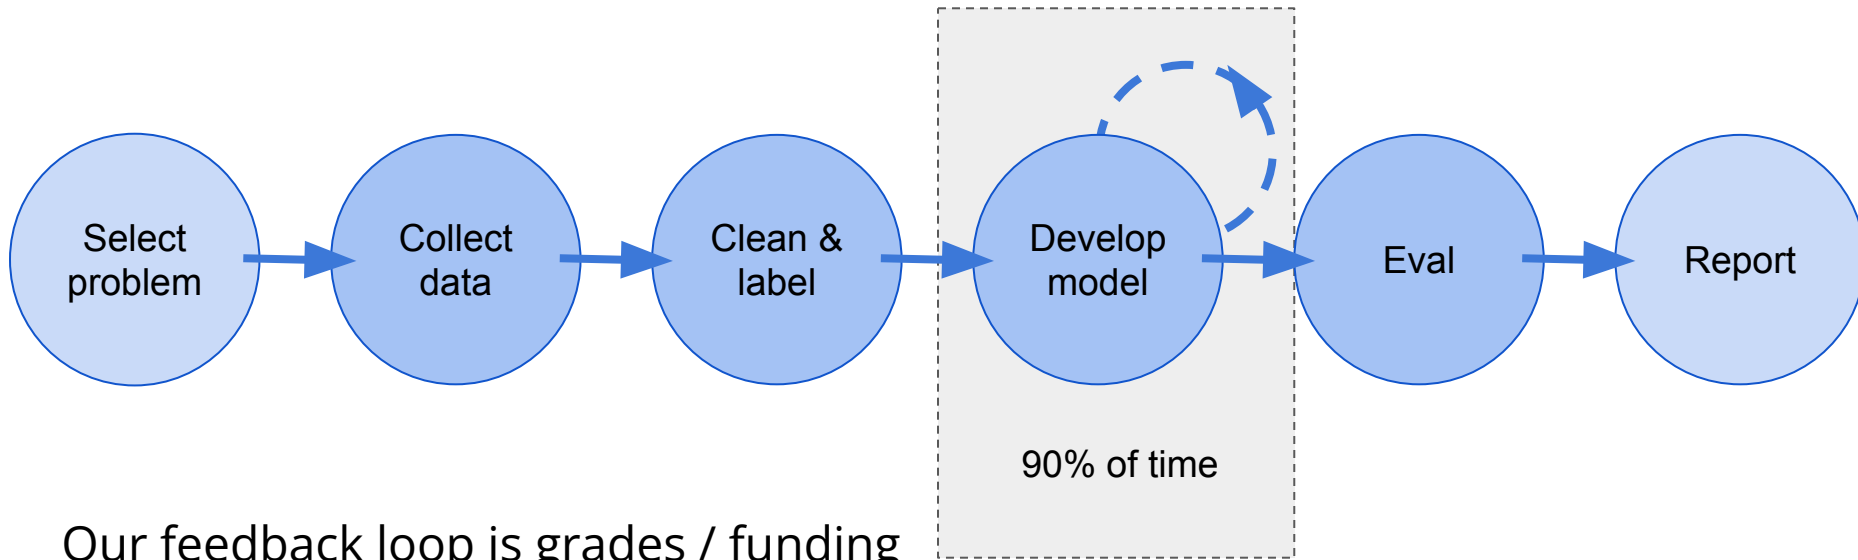 Select
problem
Collect
data
Clean &
label
Develop
model
Eval
Report
90% of time
Our feedback loop is grades / funding